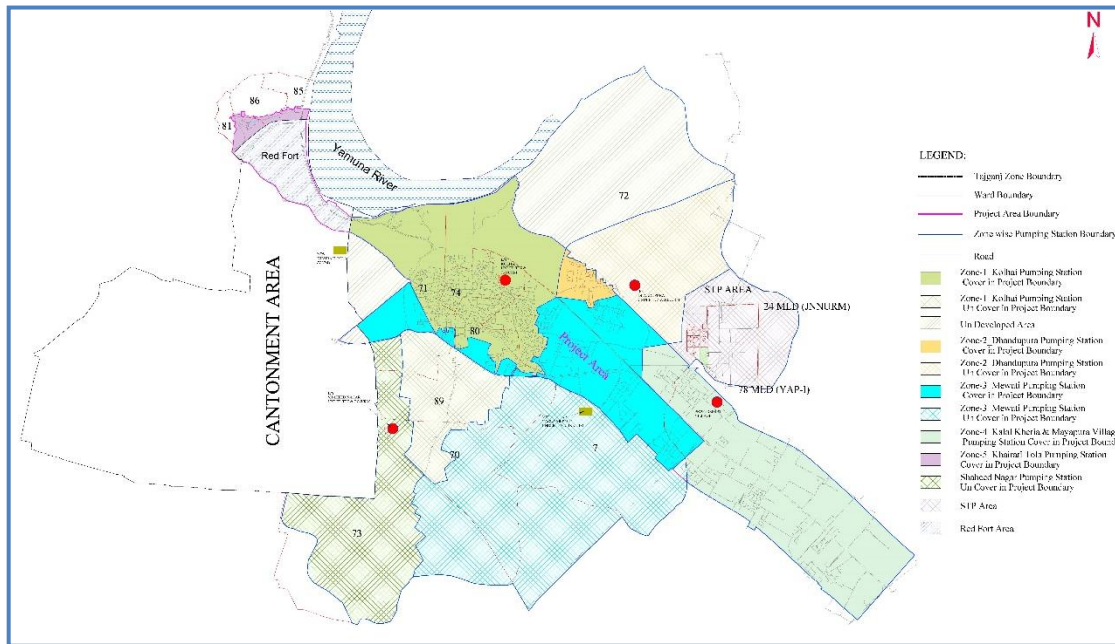 N
85
86
81
Red Fort
Yamuna River
72
CANTONMENT AREA
71
74
80
STP AREA
24 MLD (JNNURM)
78 MLD (YAP-I)
Project Area
89
70
7
73
LEGEND:
Tajganj Zone Boundary
Ward Boundary
Project Area Boundary
Zone wise Pumping Station Boundary
Road
Zone-1 Kolhai Pumping Station
Cover in Project Boundary
Zone-1 Kolhai Pumping Station
Un Cover in Project Boundary
Un Developed Area
Zone-2 Dhandupura Pumping Station
Cover in Project Boundary
Zone-2 Dhandupura Pumping Station
Un Cover in Project Boundary
Zone-3 Mewati Pumpkig Station
Cover in Project Boundary
Zone-3 Mewati Pumpkig Station
Un Cover in Project Boundary
Zone-4 Kalal Kheria & Mayapura Villag
Pumping Station Cover in Project Bound
Zone-5 Khairati Tola Pumping Station
Cover in Project Boundary
Shaheed Nagar Pumping Station
Un Cover in Project Boundary
STP Area
Red Fort Area